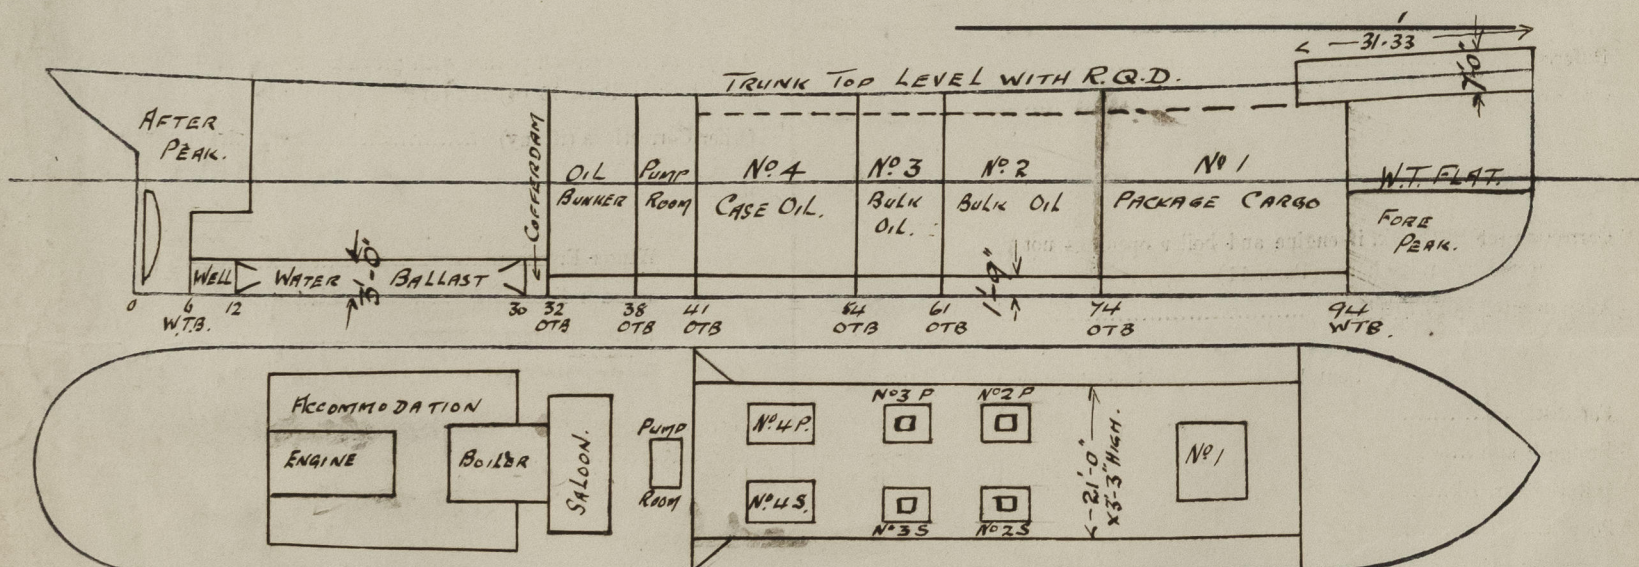 31·33'
7'-0"
TRUNK TOP LEVEL WITH R.Q.D.
AFTER
PEAK.
COFFERDAM
OIL
BUNKER
PUMP
ROOM
Nº 4
CASE OIL.
Nº 3
BULK
OIL.
Nº 2
BULK OIL
Nº 1
PACKAGE CARGO
W.T. FLAT.
FORE
PEAK.
WELL
WATER BALLAST
3'-0"
1'-9"
0 6 12 30 32 38 41 54 61 74 94
W.T.B. OTB OTB OTB OTB OTB OTB WTB.
ACCOMMODATION
ENGINE
BOILER
SALOON.
PUMP
ROOM
Nº 4 P.
Nº 3 P
Nº 2 P
21'-0"
x 3'-3" HIGH.
Nº 1
Nº 4 S.
Nº 3 S
Nº 2 S